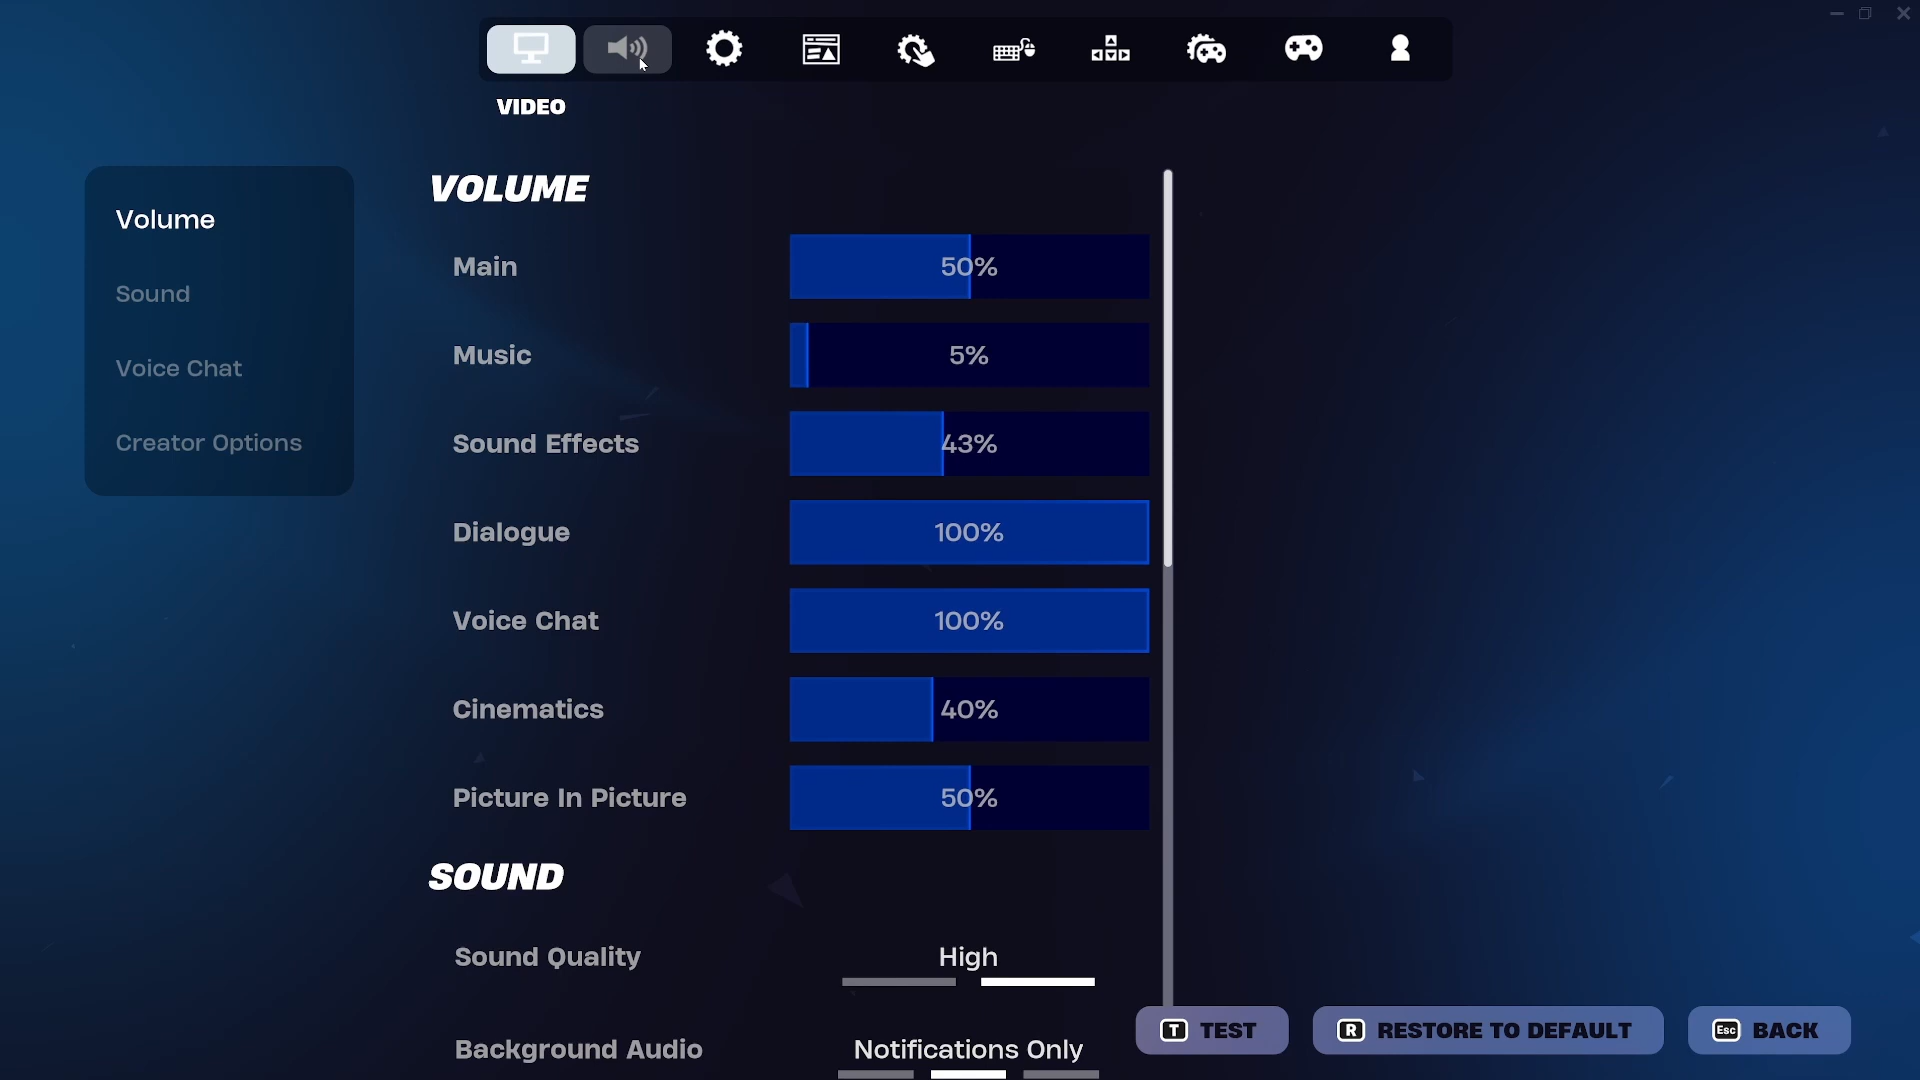 VIDEO
Volume
Sound
Voice Chat
Creator Options
VOLUME
Main 50%
Music 5%
Sound Effects 43%
Dialogue 100%
Voice Chat 100%
Cinematics 40%
Picture In Picture 50%
SOUND
Sound Quality High
Background Audio Notifications Only
T TEST
R RESTORE TO DEFAULT
Esc BACK